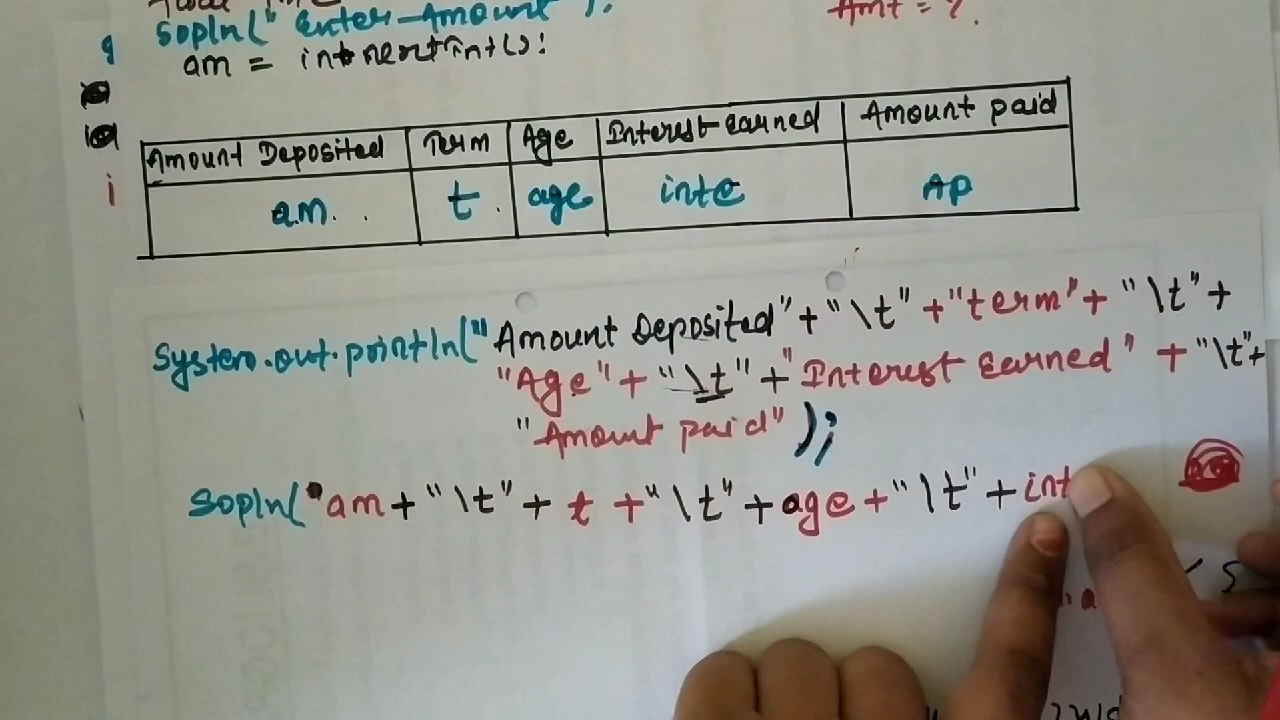 Sopln(" Enter Amount ");
Amt = ?.
am = int nextInt();
Amount Deposited Term Age Interest earned Amount paid
am. t age inte AP
System.out.println("Amount Deposited"+"\t"+"term"+ "\t"+
"Age"+ "\t"+"Interest earned" + "\t"+
"Amount paid");
Sopln( am+"\t"+ t +"\t"+age+"\t"+int